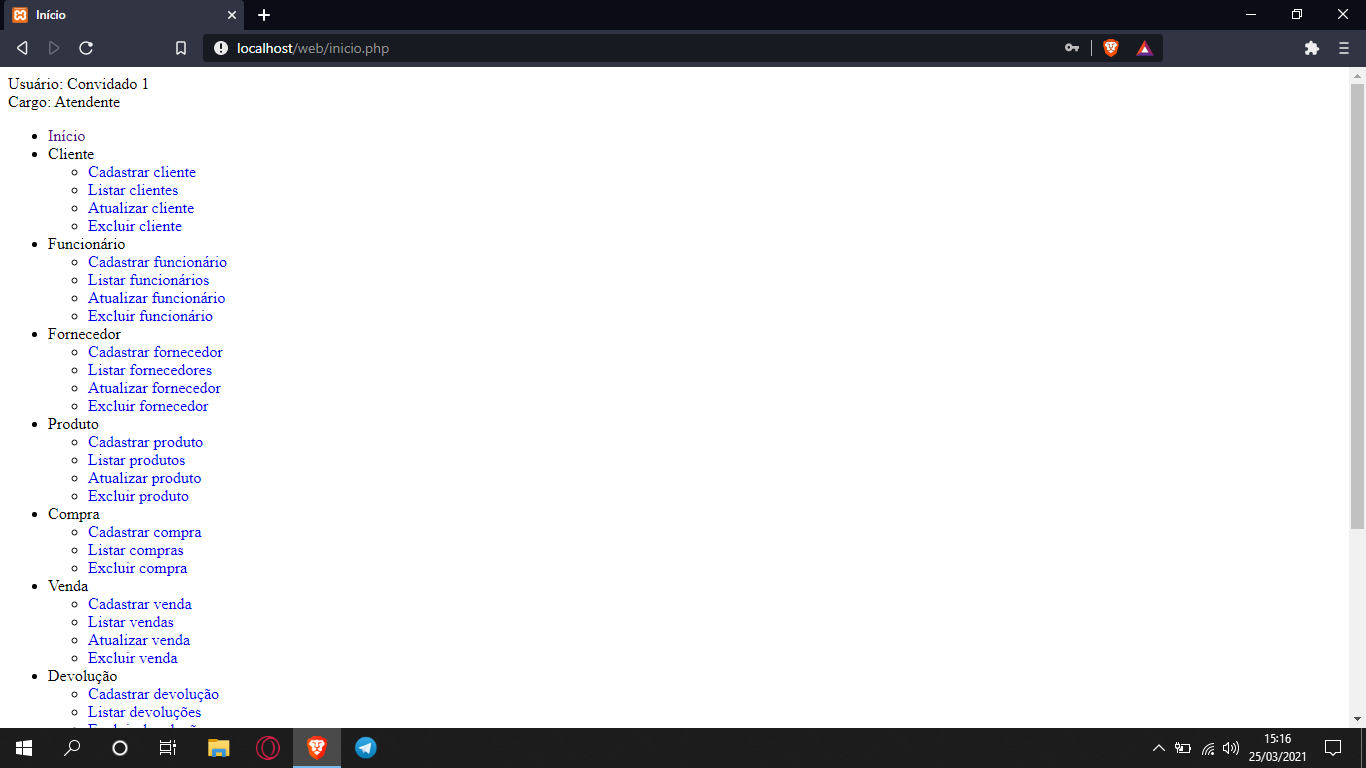 Início
localhost/web/inicio.php
Usuário: Convidado 1
Cargo: Atendente
Início
Cliente
Cadastrar cliente
Listar clientes
Atualizar cliente
Excluir cliente
Funcionário
Cadastrar funcionário
Listar funcionários
Atualizar funcionário
Excluir funcionário
Fornecedor
Cadastrar fornecedor
Listar fornecedores
Atualizar fornecedor
Excluir fornecedor
Produto
Cadastrar produto
Listar produtos
Atualizar produto
Excluir produto
Compra
Cadastrar compra
Listar compras
Excluir compra
Venda
Cadastrar venda
Listar vendas
Atualizar venda
Excluir venda
Devolução
Cadastrar devolução
Listar devoluções
15:16
25/03/2021